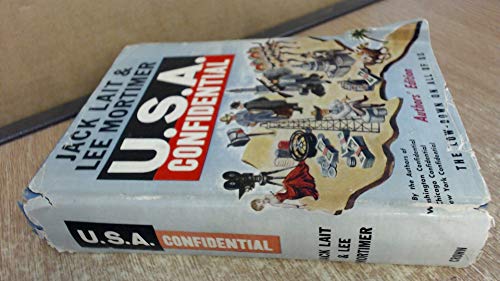 JACK LAIT &
LEE MORTIMER
U.S.A.
CONFIDENTIAL
Author's Edition
By the Authors of
Washington Confidential
Chicago Confidential
New York Confidential
THE LOW-DOWN ON ALL OF US
U.S.A. CONFIDENTIAL
JACK LAIT
& LEE
MORTIMER
CROWN